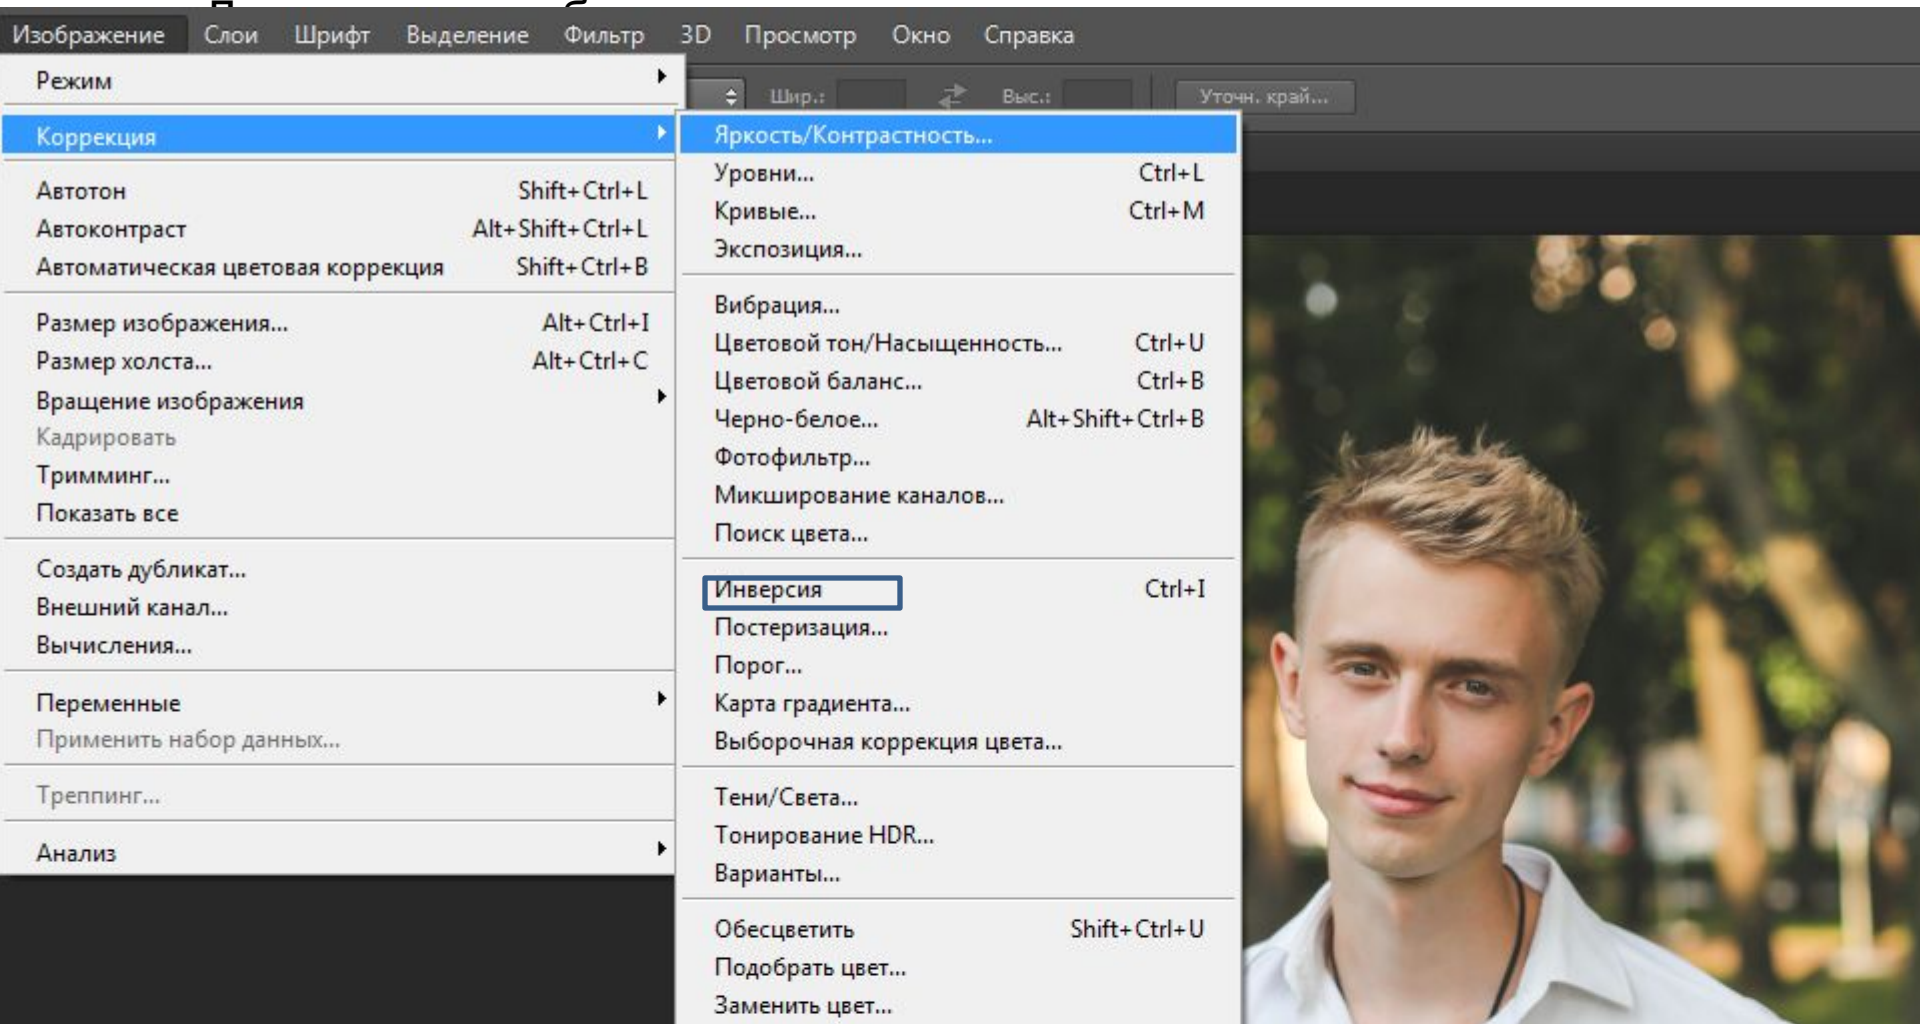 Изображение Слои Шрифт Выделение Фильтр 3D Просмотр Окно Справка
Шир.: Выс.: Уточн. край...
Режим
Коррекция
Автотон Shift+Ctrl+L
Автоконтраст Alt+Shift+Ctrl+L
Автоматическая цветовая коррекция Shift+Ctrl+B
Размер изображения... Alt+Ctrl+I
Размер холста... Alt+Ctrl+C
Вращение изображения
Кадрировать
Тримминг...
Показать все
Создать дубликат...
Внешний канал...
Вычисления...
Переменные
Применить набор данных...
Треппинг...
Анализ
Яркость/Контрастность...
Уровни... Ctrl+L
Кривые... Ctrl+M
Экспозиция...
Вибрация...
Цветовой тон/Насыщенность... Ctrl+U
Цветовой баланс... Ctrl+B
Черно-белое... Alt+Shift+Ctrl+B
Фотофильтр...
Микширование каналов...
Поиск цвета...
Инверсия Ctrl+I
Постеризация...
Порог...
Карта градиента...
Выборочная коррекция цвета...
Тени/Света...
Тонирование HDR...
Варианты...
Обесцветить Shift+Ctrl+U
Подобрать цвет...
Заменить цвет...